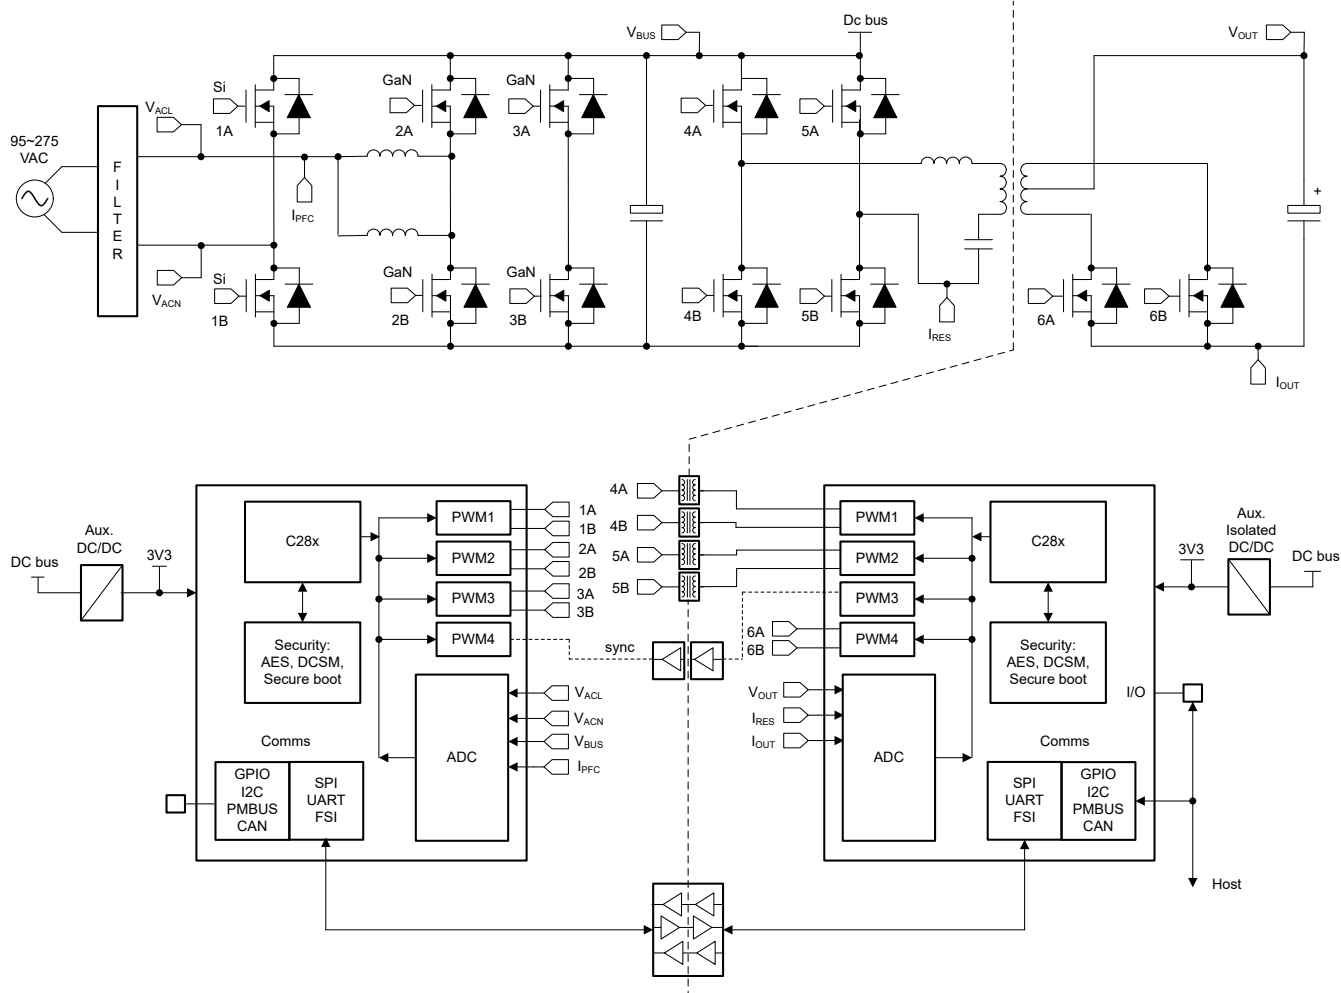 Dc bus
VBUS
VOUT
Si
GaN
GaN
VACL
1A
2A
3A
4A
5A
95~275
VAC
FILTER
+
IPFC
VACN
Si
GaN
GaN
1B
2B
3B
4B
5B
6A
6B
IRES
IOUT
DC bus
Aux.
DC/DC
3V3
C28x
Security:
AES, DCSM,
Secure boot
PWM1
PWM2
PWM3
PWM4
1A
1B
2A
2B
3A
3B
ADC
VACL
VACN
VBUS
IPFC
Comms
GPIO
I2C
PMBUS
CAN
SPI
UART
FSI
4A
4B
5A
5B
sync
6A
6B
VOUT
IRES
IOUT
PWM1
PWM2
PWM3
PWM4
ADC
C28x
Security:
AES, DCSM,
Secure boot
I/O
Comms
SPI
UART
FSI
GPIO
I2C
PMBUS
CAN
3V3
Aux.
Isolated
DC/DC
DC bus
Host